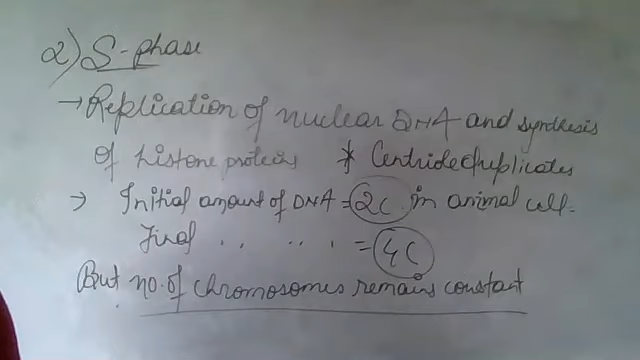 2) S-phase
→ Replication of nuclear DNA and synthesis
of histone proteins * Centriole duplicates
→ Initial amount of DNA = 2C in animal cell.
Final " " " = 4C
But no. of chromosomes remains constant